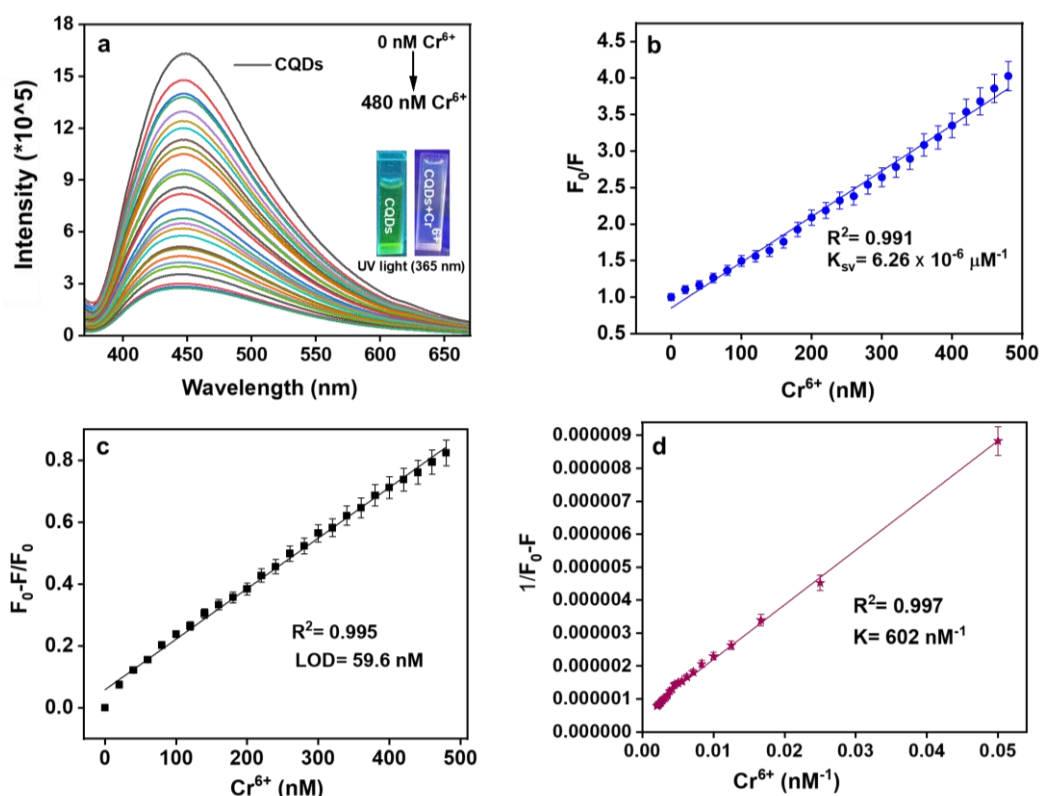 a
CQDs
0 nM Cr⁶⁺
480 nM Cr⁶⁺
CQDs
CQDs+Cr⁶⁺
UV light (365 nm)
Intensity (*10^5)
18
15
12
9
6
3
0
400 450 500 550 600 650
Wavelength (nm)
b
F₀/F
4.5
4.0
3.5
3.0
2.5
2.0
1.5
1.0
0.5
R²= 0.991
Kₛᵥ= 6.26 x 10⁻⁶ µM⁻¹
0 100 200 300 400 500
Cr⁶⁺ (nM)
c
F₀-F/F₀
0.8
0.6
0.4
0.2
0.0
R²= 0.995
LOD= 59.6 nM
0 100 200 300 400 500
Cr⁶⁺ (nM)
d
1/F₀-F
0.000009
0.000008
0.000007
0.000006
0.000005
0.000004
0.000003
0.000002
0.000001
0.000000
R²= 0.997
K= 602 nM⁻¹
0.00 0.01 0.02 0.03 0.04 0.05
Cr⁶⁺ (nM⁻¹)